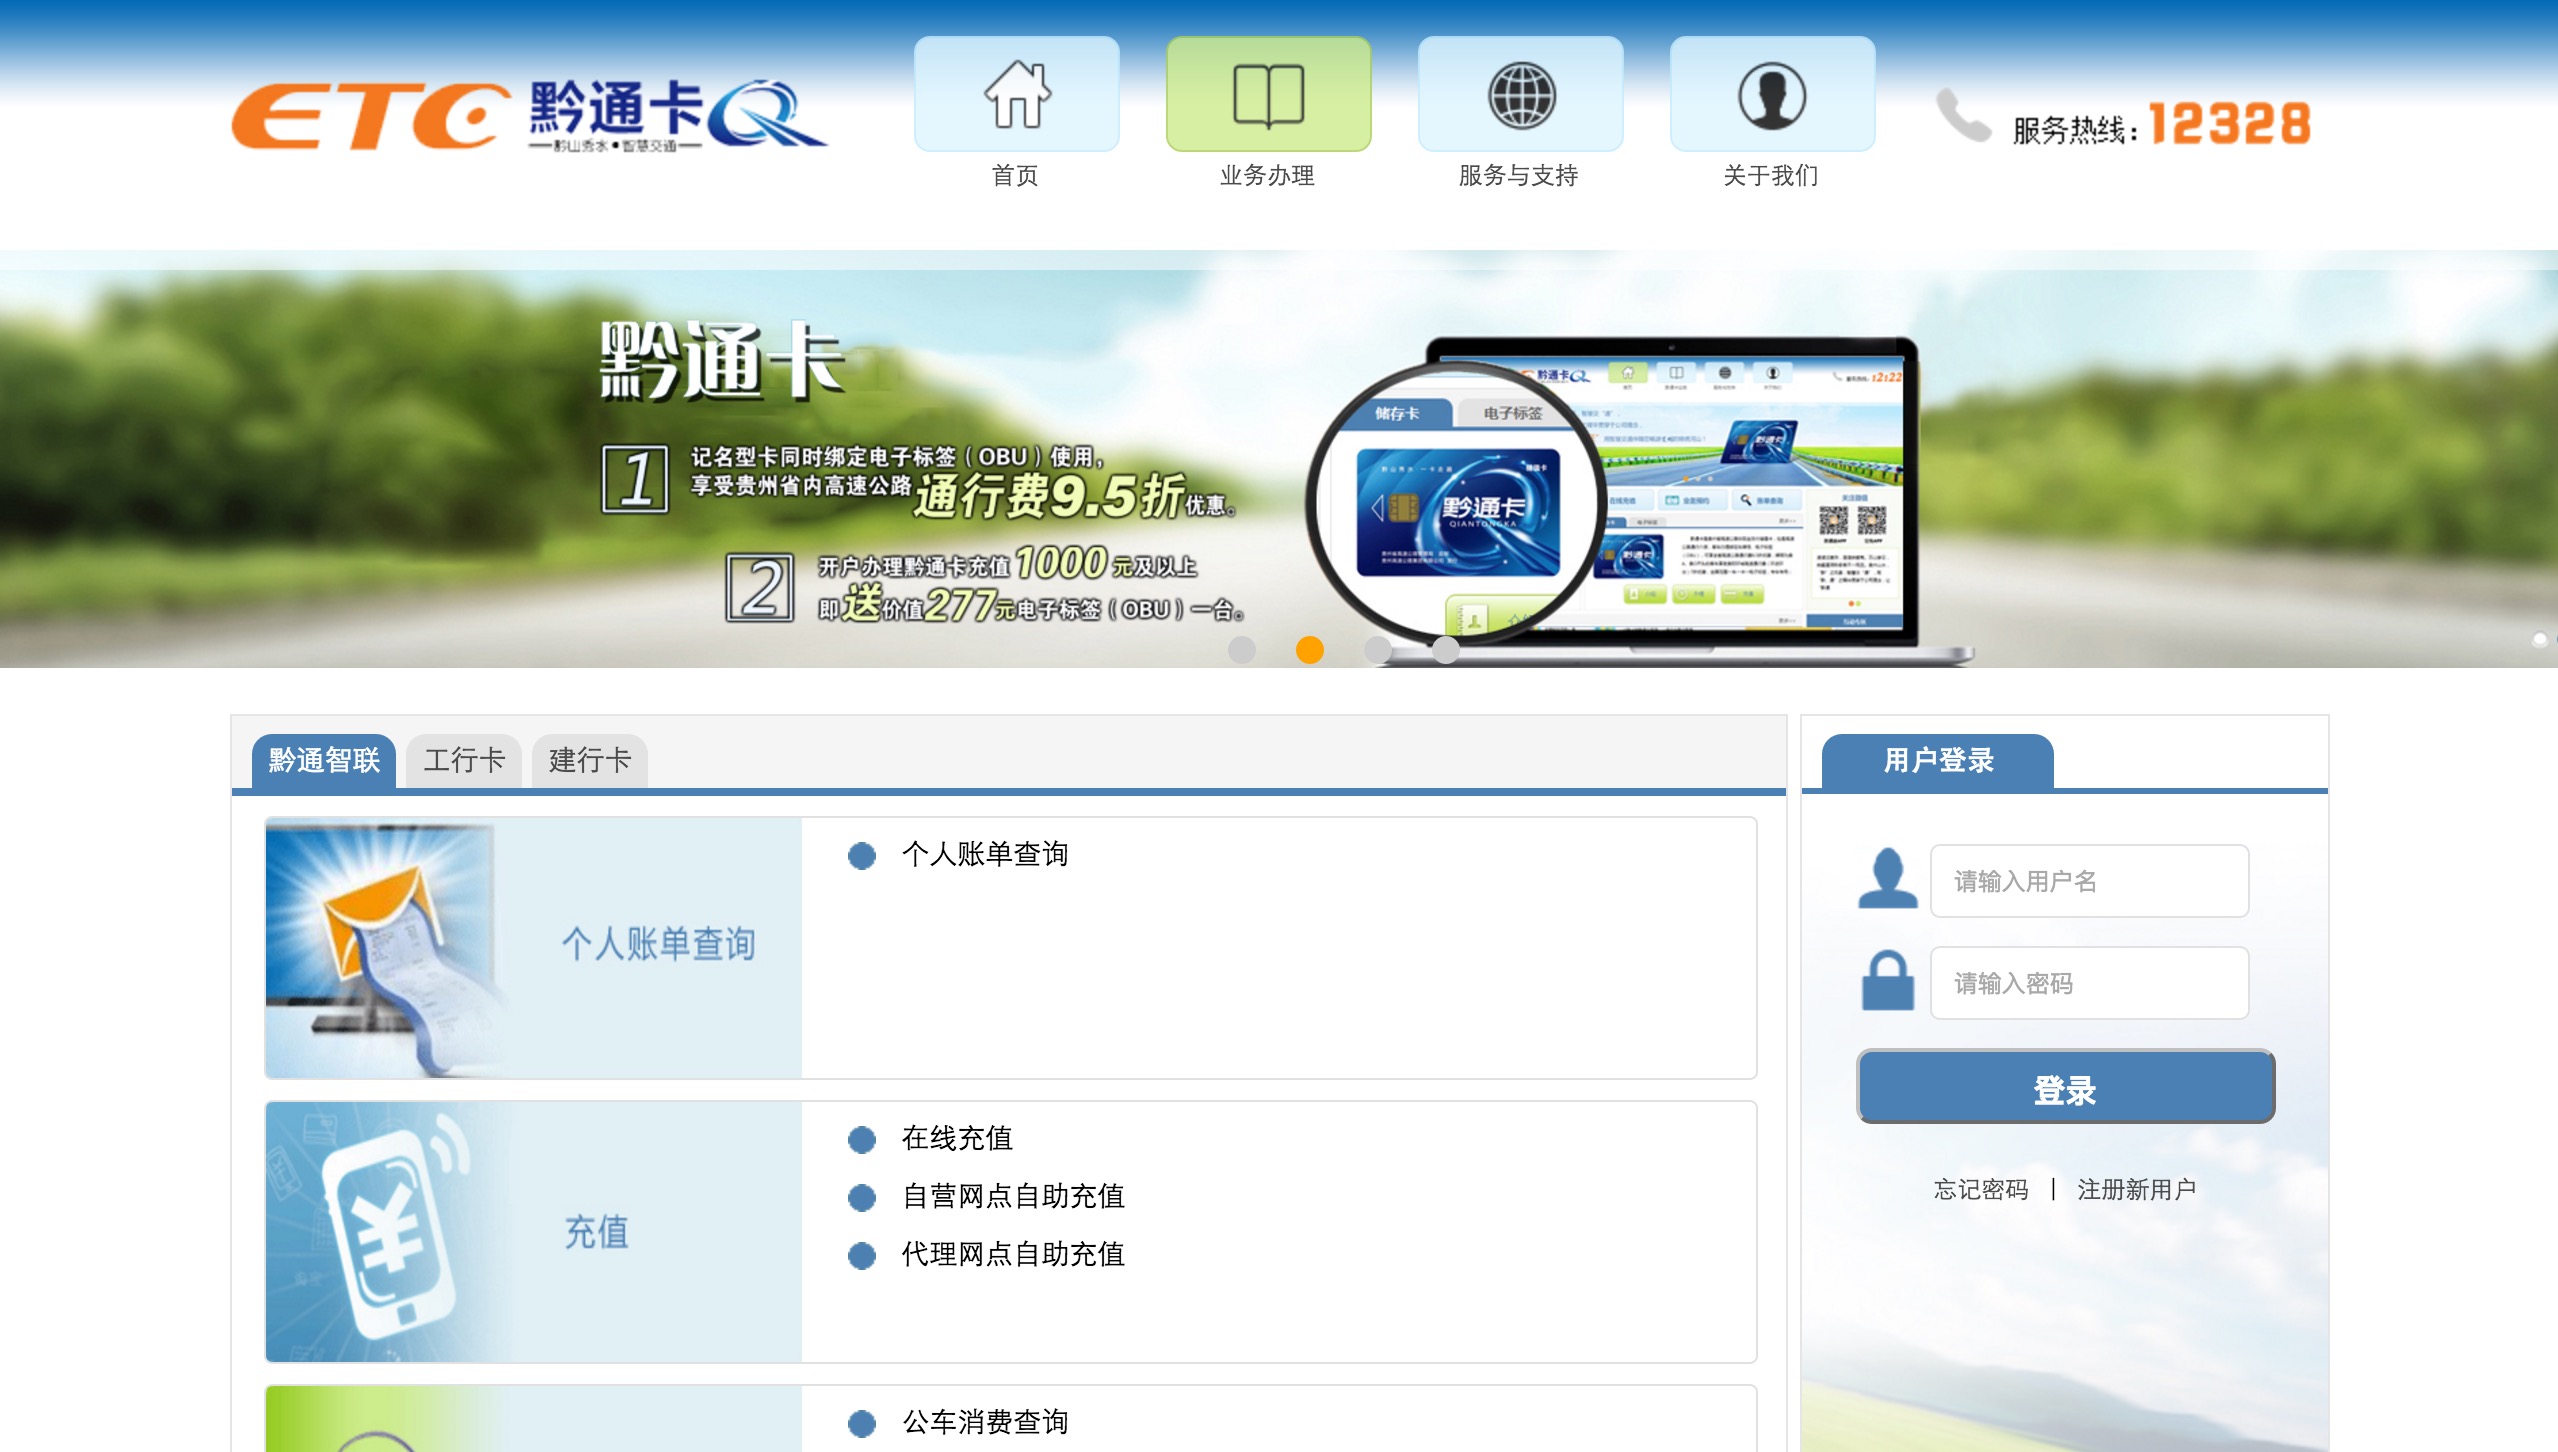 ETC 黔通卡
黔山秀水•智慧交通
首页
业务办理
服务与支持
关于我们
服务热线：12328
黔通卡
1
记名型卡同时绑定电子标签（OBU）使用，
享受贵州省内高速公路通行费9.5折优惠。
2
开户办理黔通卡充值1000元及以上
即送价值277元电子标签（OBU）一台。
储存卡
电子标签
黔通卡
QIANTONGKA
黔通卡
12122
黔通智联
工行卡
建行卡
个人账单查询
个人账单查询
充值
在线充值
自营网点自助充值
代理网点自助充值
公车消费查询
用户登录
请输入用户名
请输入密码
登录
忘记密码 | 注册新用户